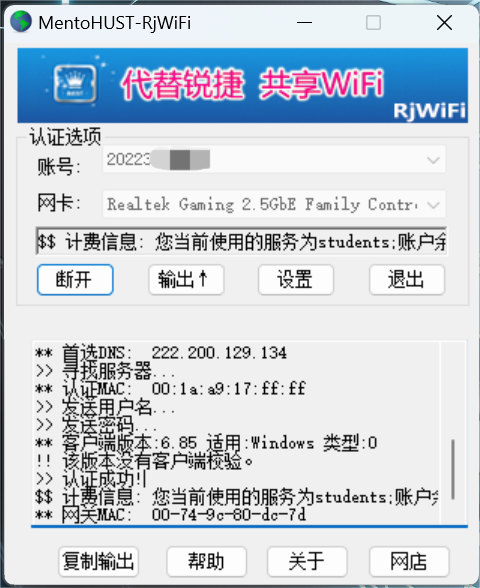 MentoHUST-RjWiFi
代替锐捷 共享WiFi
RjWiFi
认证选项
账号:
20223
网卡:
Realtek Gaming 2.5GbE Family Contr
$$ 计费信息: 您当前使用的服务为students;账户余
断开
输出↑
设置
退出
** 首选DNS: 222.200.129.134
>> 寻找服务器...
** 认证MAC: 00:1a:a9:17:ff:ff
>> 发送用户名...
>> 发送密码...
** 客户端版本:6.85 适用:Windows 类型:0
!! 该版本没有客户端校验。
>> 认证成功!
$$ 计费信息: 您当前使用的服务为students;账户余
** 网关MAC: 00-74-9c-80-dc-7d
复制输出
帮助
关于
网店